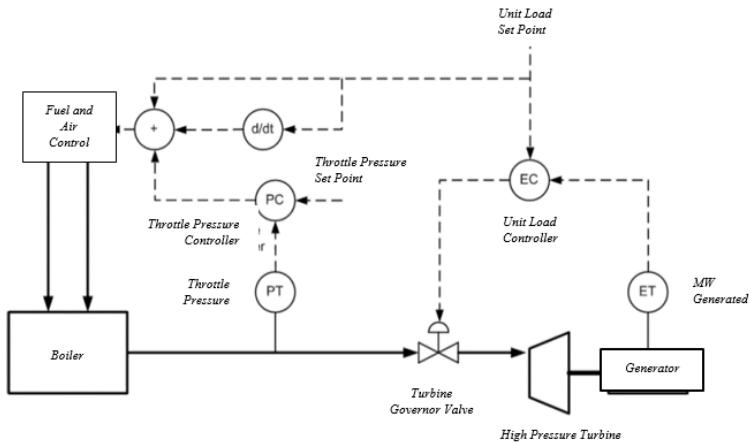 Unit Load
Set Point
Fuel and
Air
Control
+
d/dt
Throttle Pressure
Set Point
PC
EC
Throttle Pressure
Controller
Unit Load
Controller
Throttle
Pressure
PT
ET
MW
Generated
Boiler
Generator
Turbine
Governor Valve
High Pressure Turbine